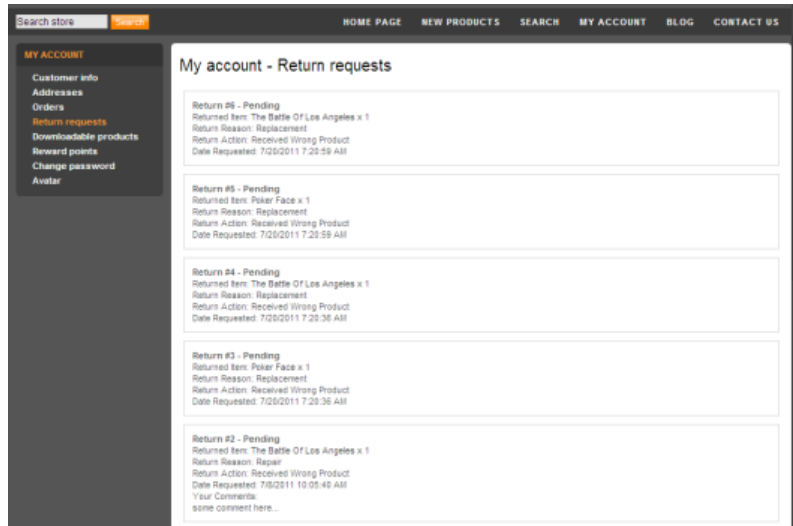 Search store Search HOME PAGE NEW PRODUCTS SEARCH MY ACCOUNT BLOG CONTACT US
MY ACCOUNT
Customer info
Addresses
Orders
Return requests
Downloadable products
Reward points
Change password
Avatar
My account - Return requests
Return #6 - Pending
Returned Item: The Battle Of Los Angeles x 1
Return Reason: Replacement
Return Action: Received Wrong Product
Date Requested: 7/20/2011 7:20:59 AM
Return #5 - Pending
Returned Item: Poker Face x 1
Return Reason: Replacement
Return Action: Received Wrong Product
Date Requested: 7/20/2011 7:20:59 AM
Return #4 - Pending
Returned Item: The Battle Of Los Angeles x 1
Return Reason: Replacement
Return Action: Received Wrong Product
Date Requested: 7/20/2011 7:20:36 AM
Return #3 - Pending
Returned Item: Poker Face x 1
Return Reason: Replacement
Return Action: Received Wrong Product
Date Requested: 7/20/2011 7:20:36 AM
Return #2 - Pending
Returned Item: The Battle Of Los Angeles x 1
Return Reason: Repair
Return Action: Received Wrong Product
Date Requested: 7/8/2011 10:05:40 AM
Your Comments:
some comment here...